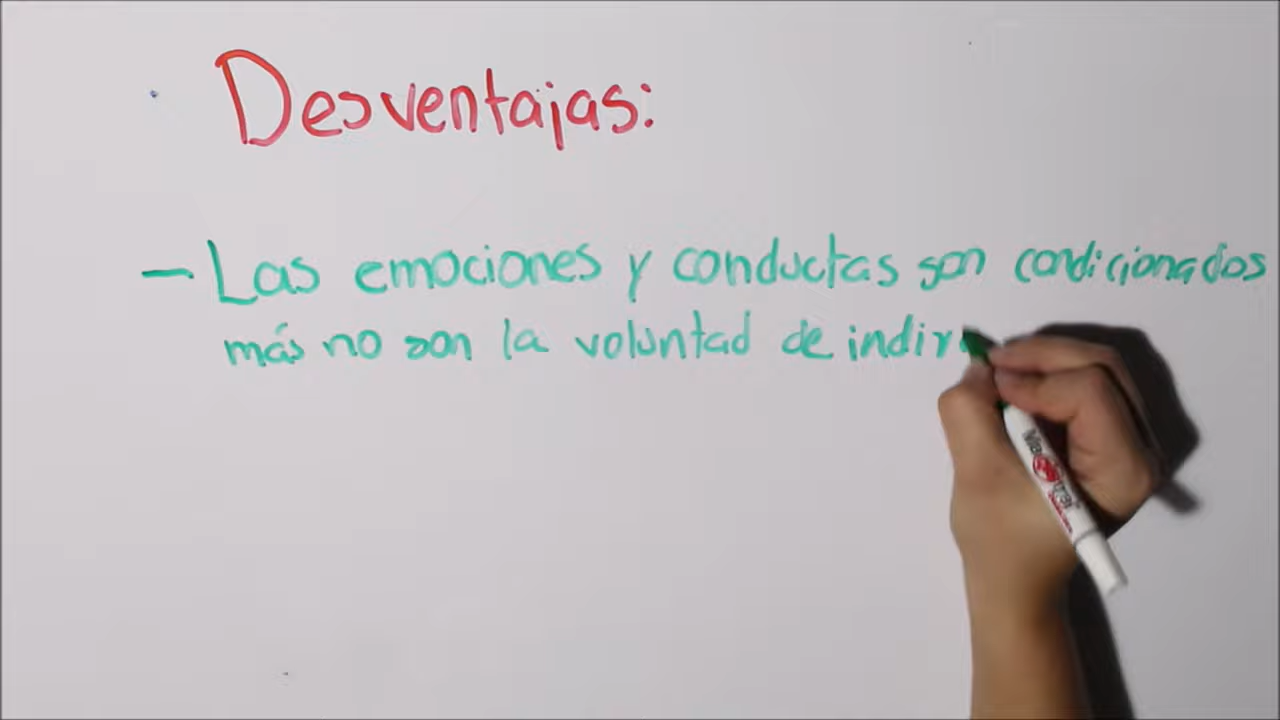 Desventajas:
- Las emociones y conductas son condicionados
más no son la voluntad de